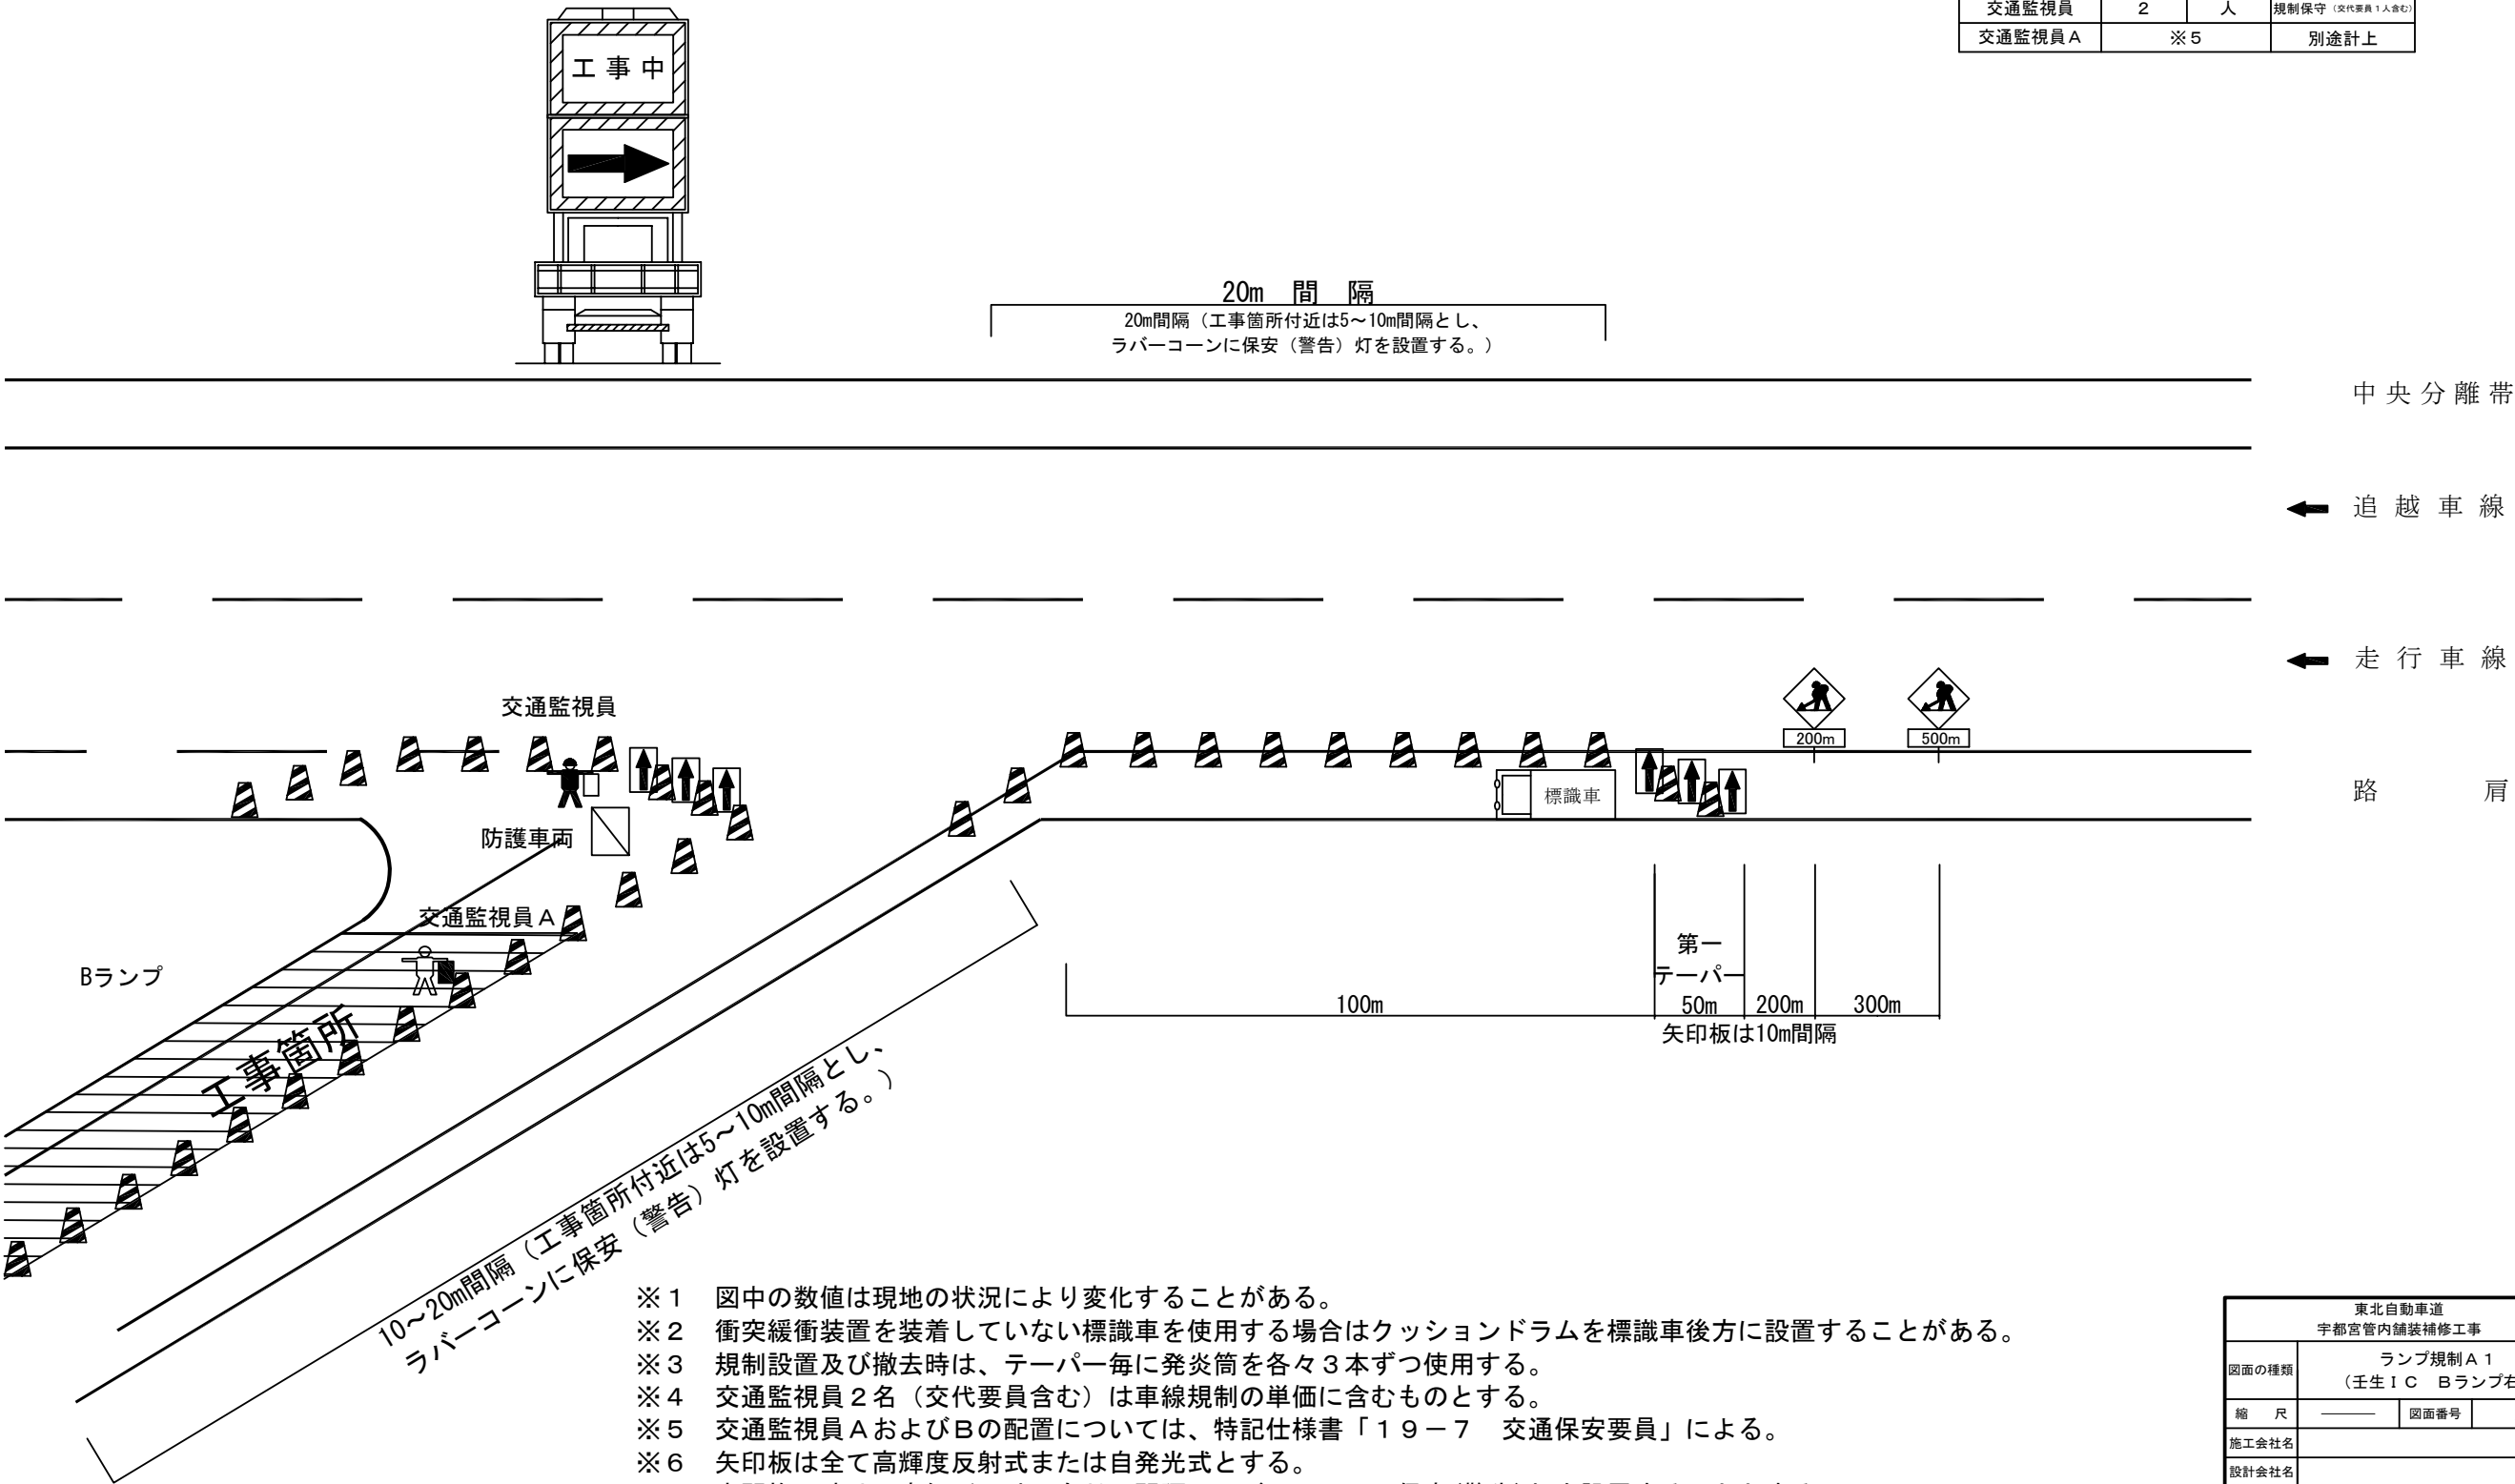 交通監視員 2 人 規制保守（交代要員1人含む）
交通監視員Ａ ※５ 別途計上
工事中
20m 間 隔
20m間隔（工事箇所付近は5～10m間隔とし、
ラバーコーンに保安（警告）灯を設置する。）
中央分離帯
追越車線
走行車線
路肩
交通監視員
200m
500m
標識車
防護車両
交通監視員Ａ
Bランプ
工事箇所
第一
テーパー
100m 50m 200m 300m
矢印板は10m間隔
10～20m間隔（工事箇所付近は5～10m間隔とし、
ラバーコーンに保安（警告）灯を設置する。）
※１ 図中の数値は現地の状況により変化することがある。
※２ 衝突緩衝装置を装着していない標識車を使用する場合はクッションドラムを標識車後方に設置することがある。
※３ 規制設置及び撤去時は、テーパー毎に発炎筒を各々３本ずつ使用する。
※４ 交通監視員２名（交代要員含む）は車線規制の単価に含むものとする。
※５ 交通監視員ＡおよびＢの配置については、特記仕様書「１９－７ 交通保安要員」による。
※６ 矢印板は全て高輝度反射式または自発光式とする。
東北自動車道
宇都宮管内舗装補修工事
図面の種類 ランプ規制Ａ１
（壬生ＩＣ Ｂランプ右
縮尺 ――― 図面番号
施工会社名
設計会社名